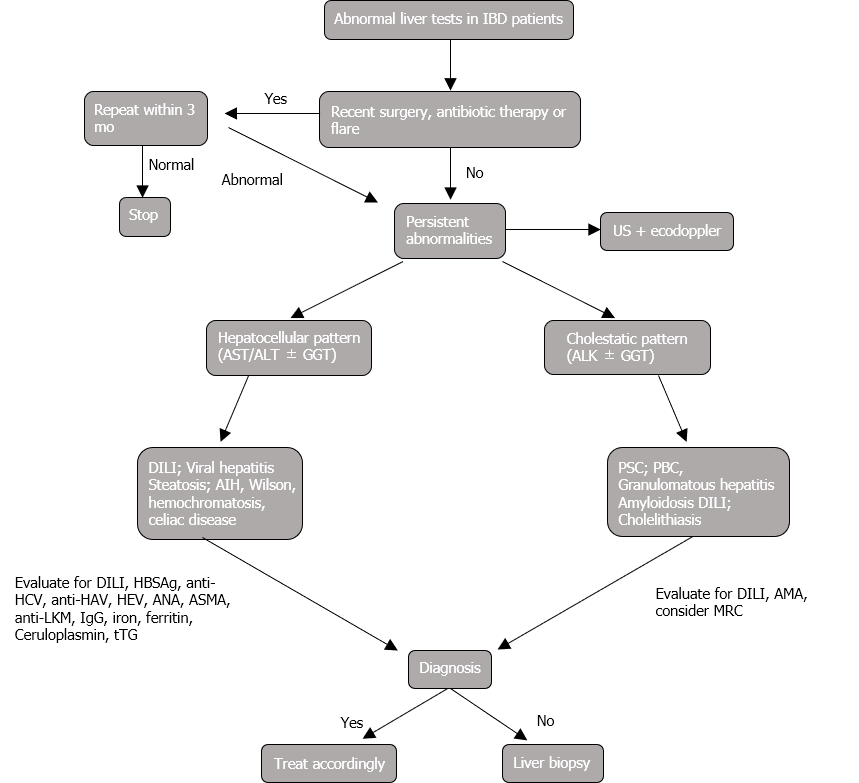 Abnormal liver tests in IBD patients
Yes
Repeat within 3
mo
Recent surgery, antibiotic therapy or
flare
Normal
Abnormal
No
Stop
Persistent
abnormalities
US + ecodoppler
Hepatocellular pattern
(AST/ALT ± GGT)
Cholestatic pattern
(ALK ± GGT)
DILI; Viral hepatitis
Steatosis; AIH, Wilson,
hemochromatosis,
celiac disease
PSC; PBC,
Granulomatous hepatitis
Amyloidosis DILI;
Cholelithiasis
Evaluate for DILI, HBSAg, anti-
HCV, anti-HAV, HEV, ANA, ASMA,
anti-LKM, IgG, iron, ferritin,
Ceruloplasmin, tTG
Evaluate for DILI, AMA,
consider MRC
Diagnosis
Yes
No
Treat accordingly
Liver biopsy